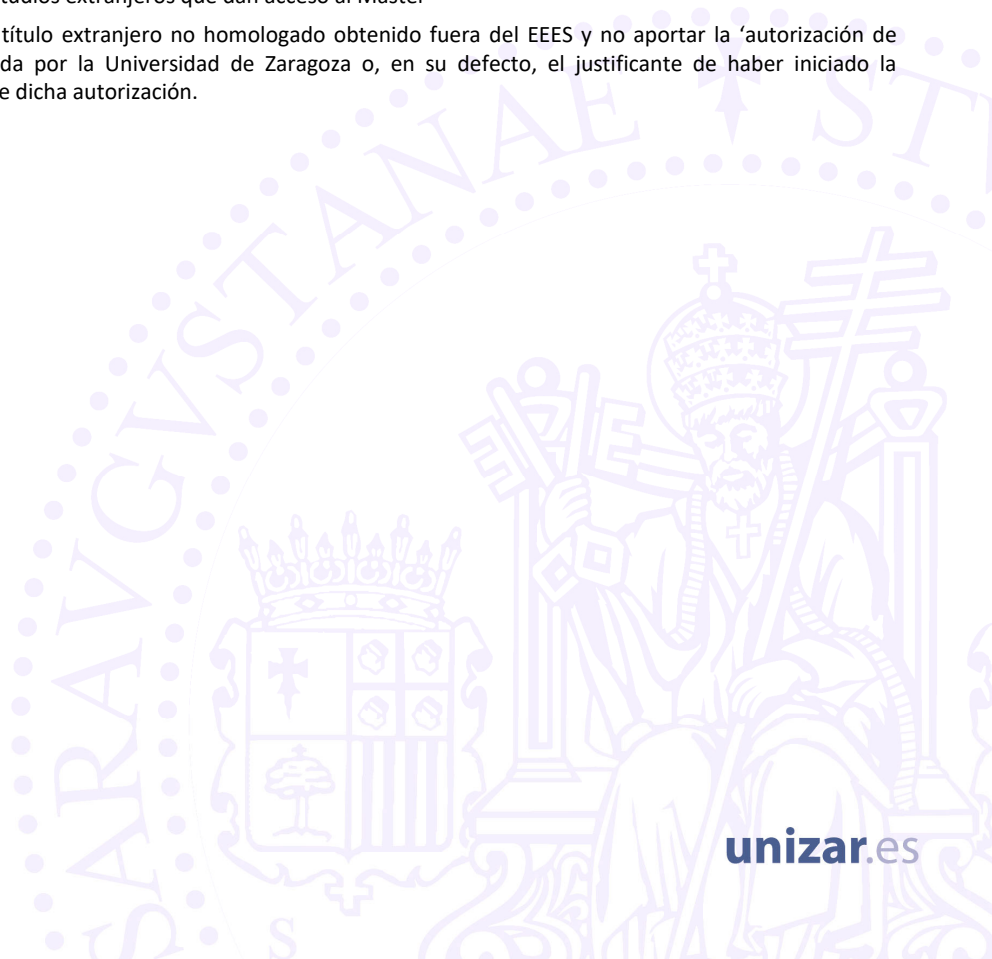 tudios extranjeros que dan acceso al Máster
título extranjero no homologado obtenido fuera del EEES y no aportar la ‘autorización de
da por la Universidad de Zaragoza o, en su defecto, el justificante de haber iniciado la
e dicha autorización.
SARAVGVSTANAE ST
S
unizar.es